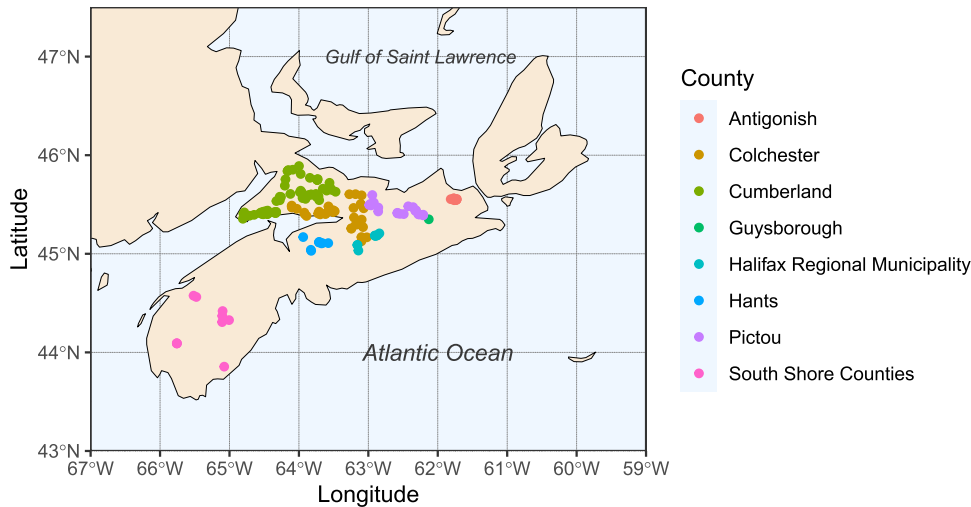 47°N
46°N
45°N
44°N
43°N
Latitude
Gulf of Saint Lawrence
Atlantic Ocean
67°W 66°W 65°W 64°W 63°W 62°W 61°W 60°W 59°W
Longitude
County
Antigonish
Colchester
Cumberland
Guysborough
Halifax Regional Municipality
Hants
Pictou
South Shore Counties